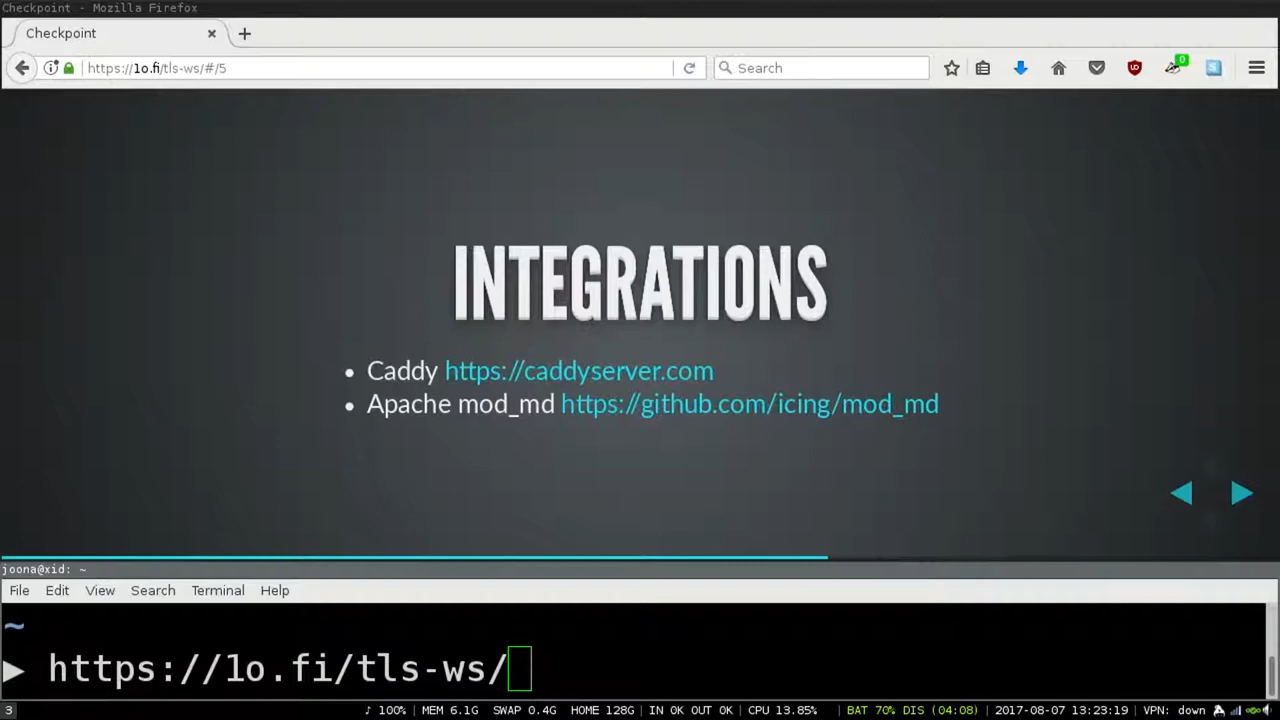 Checkpoint - Mozilla Firefox
Checkpoint
https://1o.fi/tls-ws/#/5
Search
0
S
INTEGRATIONS
• Caddy https://caddyserver.com
• Apache mod_md https://github.com/icing/mod_md
joona@xid: ~
File Edit View Search Terminal Help
~
https://1o.fi/tls-ws/
3 ♪ 100% | MEM 6.1G SWAP 0.4G HOME 128G | IN OK OUT OK | CPU 13.85% | BAT 70% DIS (04:08) | 2017-08-07 13:23:19 | VPN: down